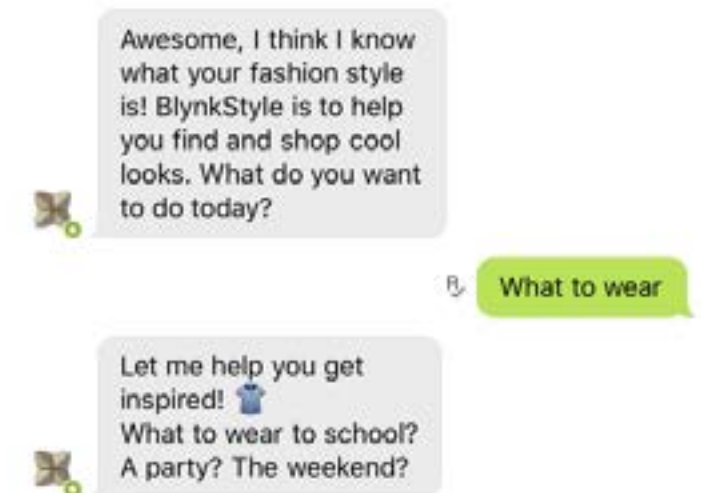 Awesome, I think I know
what your fashion style
is! BlynkStyle is to help
you find and shop cool
looks. What do you want
to do today?
What to wear
Let me help you get
inspired! 👕
What to wear to school?
A party? The weekend?